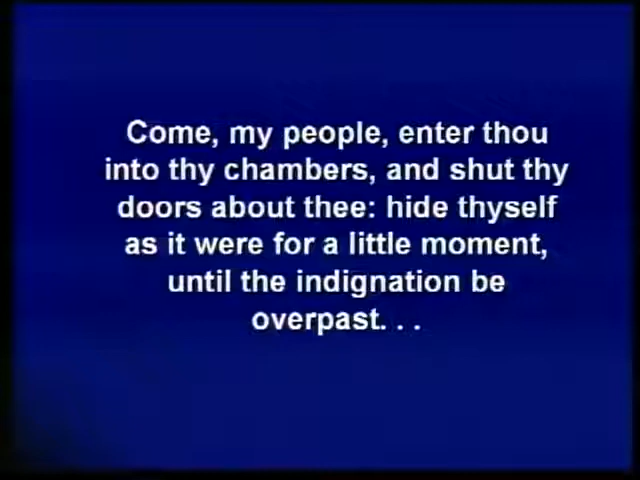 Come, my people, enter thou
into thy chambers, and shut thy
doors about thee: hide thyself
as it were for a little moment,
until the indignation be
overpast. . .